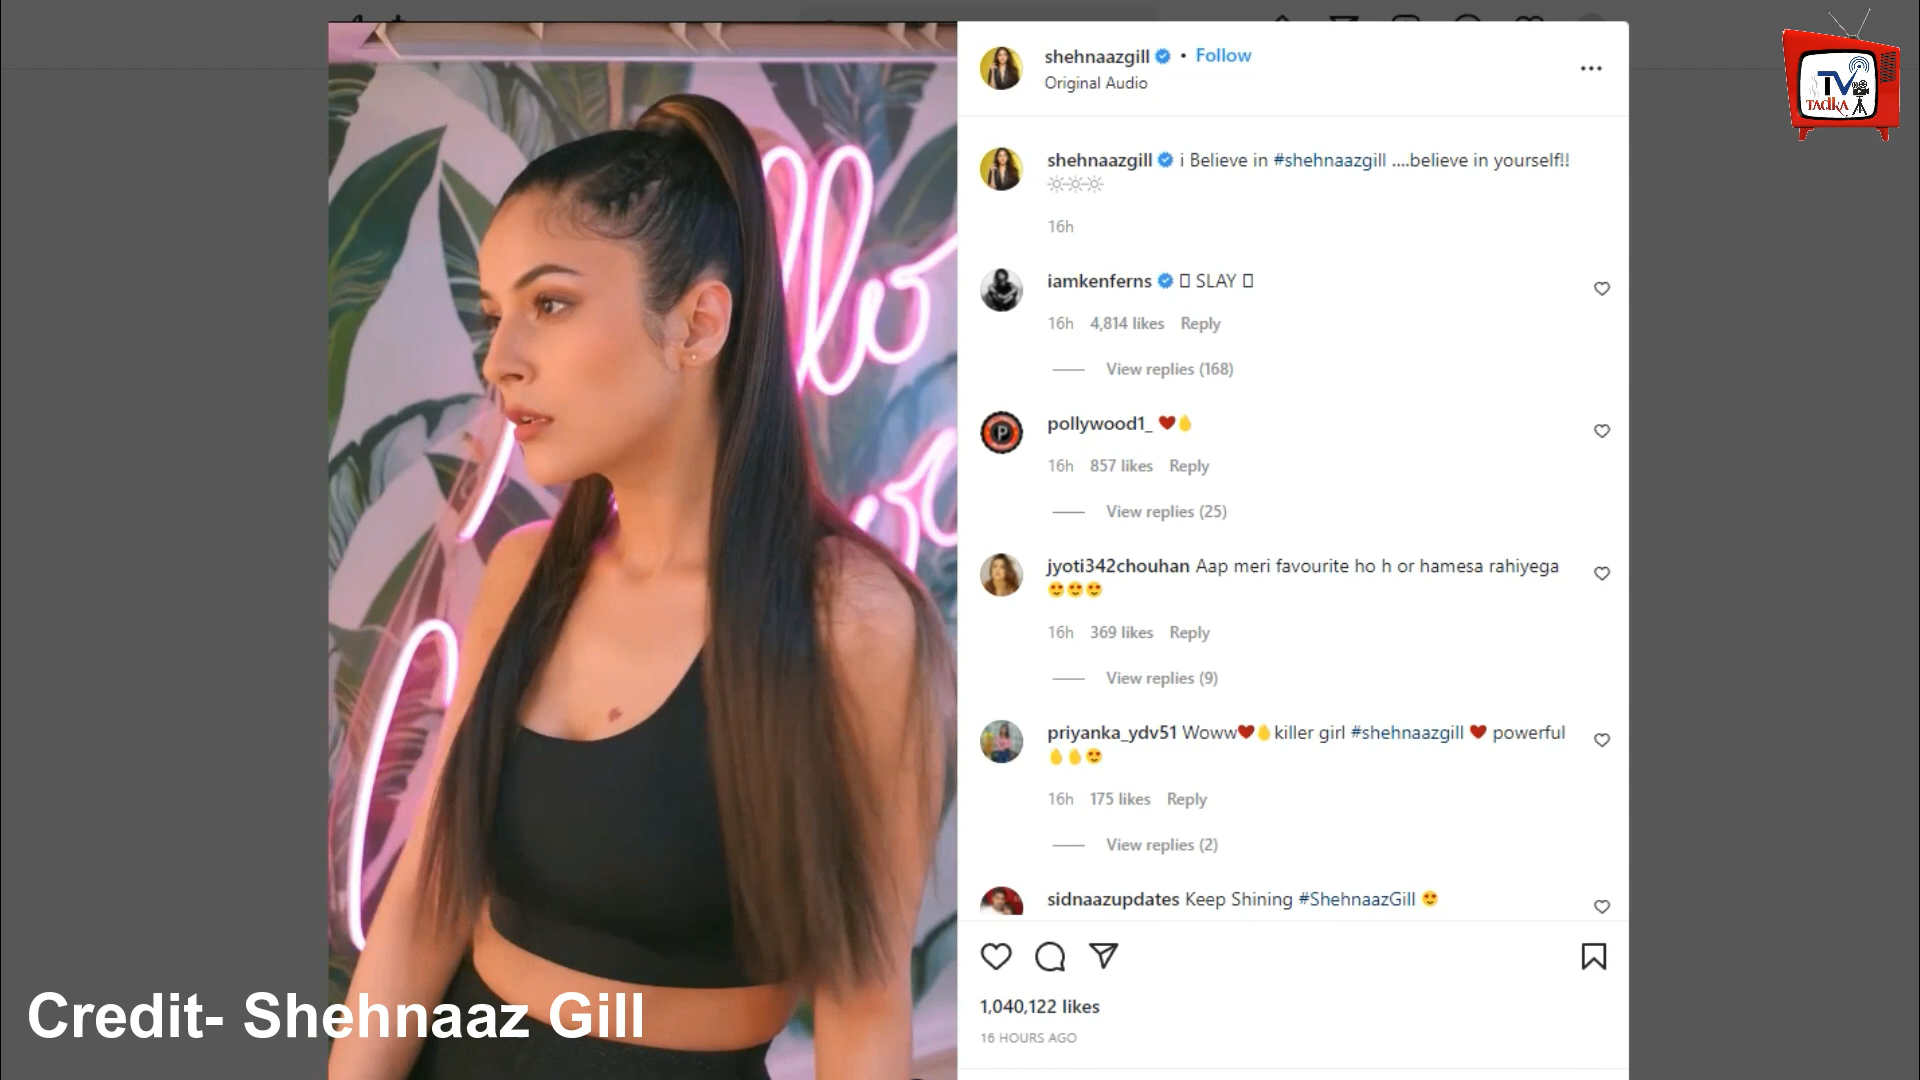 shehnaazgill • Follow
Original Audio
TV
TAdKA
shehnaazgill i Believe in #shehnaazgill ....believe in yourself!!
16h
iamkenferns SLAY
16h 4,814 likes Reply
View replies (168)
pollywood1_ ❤
P
16h 857 likes Reply
View replies (25)
jyoti342chouhan Aap meri favourite ho h or hamesa rahiyega
😍😍😍
16h 369 likes Reply
View replies (9)
priyanka_ydv51 Woww❤killer girl #shehnaazgill ❤ powerful
😍
16h 175 likes Reply
View replies (2)
sidnaazupdates Keep Shining #ShehnaazGill 😍
1,040,122 likes
16 HOURS AGO
Credit- Shehnaaz Gill